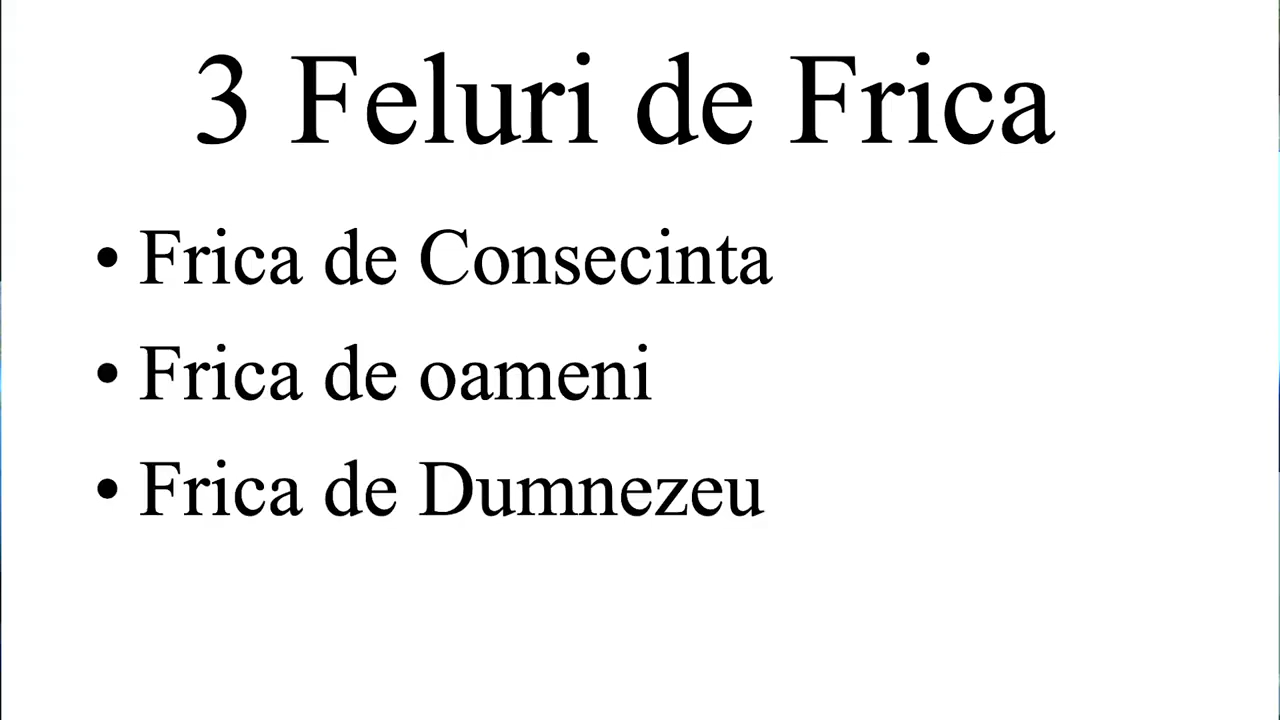 3 Feluri de Frica
• Frica de Consecinta
• Frica de oameni
• Frica de Dumnezeu